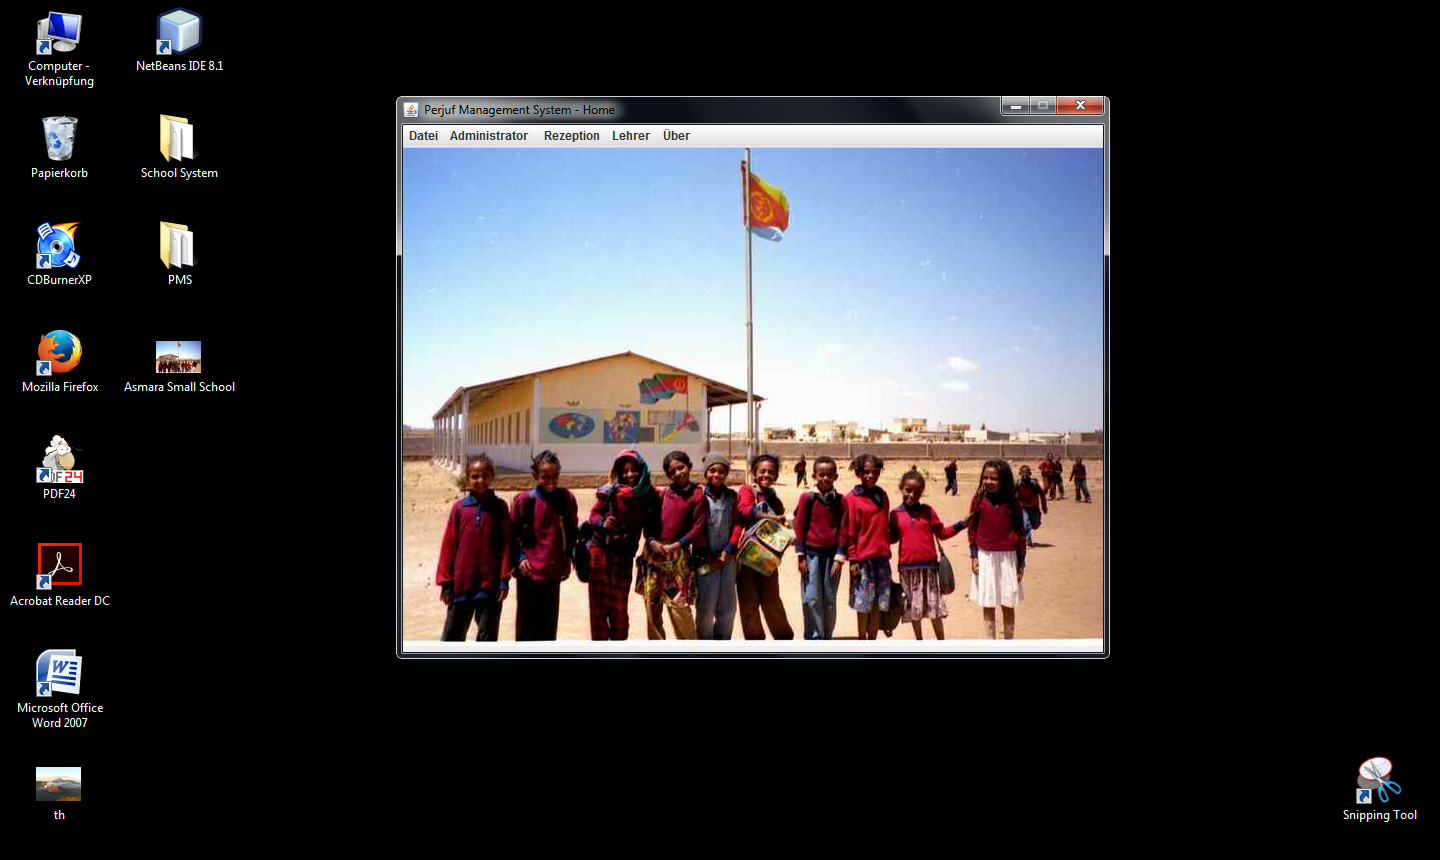 Computer -
Verknüpfung
NetBeans IDE 8.1
Papierkorb
School System
CDBurnerXP
PMS
Mozilla Firefox
Asmara Small School
PDF24
Acrobat Reader DC
Microsoft Office
Word 2007
th
Perjuf Management System - Home
Datei Administrator Rezeption Lehrer Über
Snipping Tool